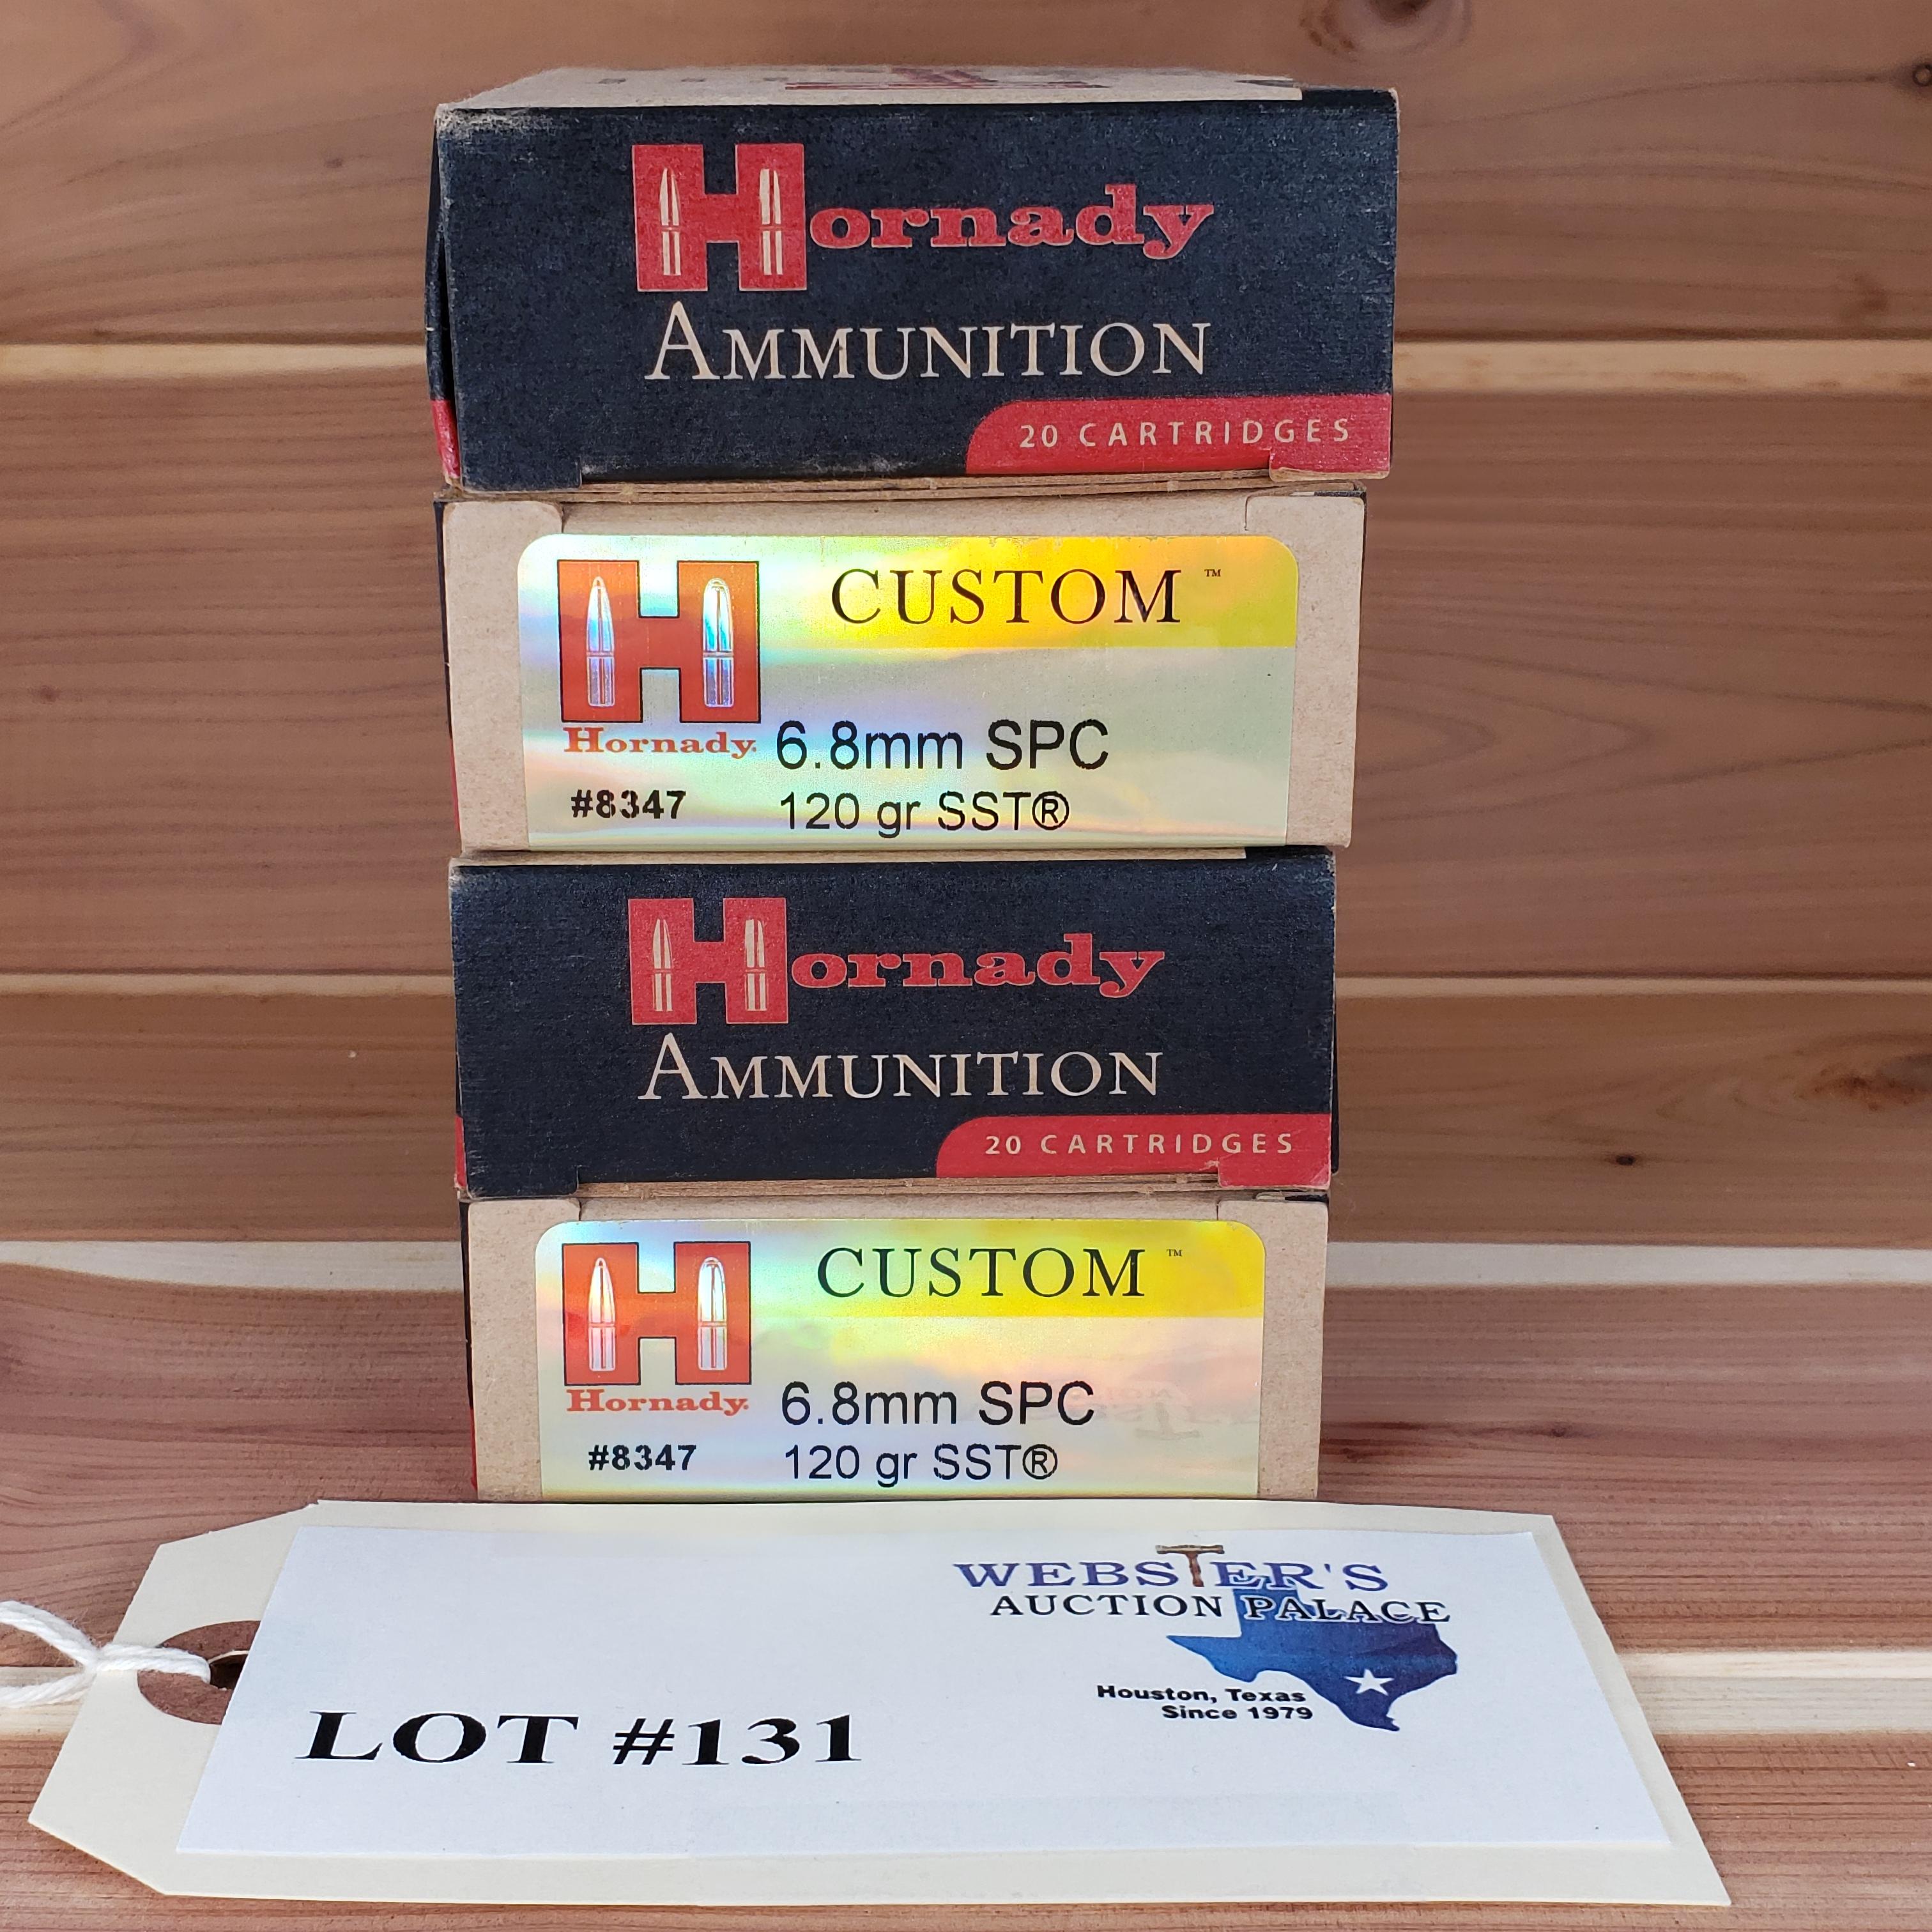 Hornady
AMMUNITION
20 CARTRIDGES
CUSTOM™
Hornady
6.8mm SPC
#8347 120 gr SST®
Hornady
AMMUNITION
20 CARTRIDGES
CUSTOM™
Hornady
6.8mm SPC
#8347 120 gr SST®
WEBSTER'S
AUCTION PALACE
Houston, Texas
Since 1979
LOT #131